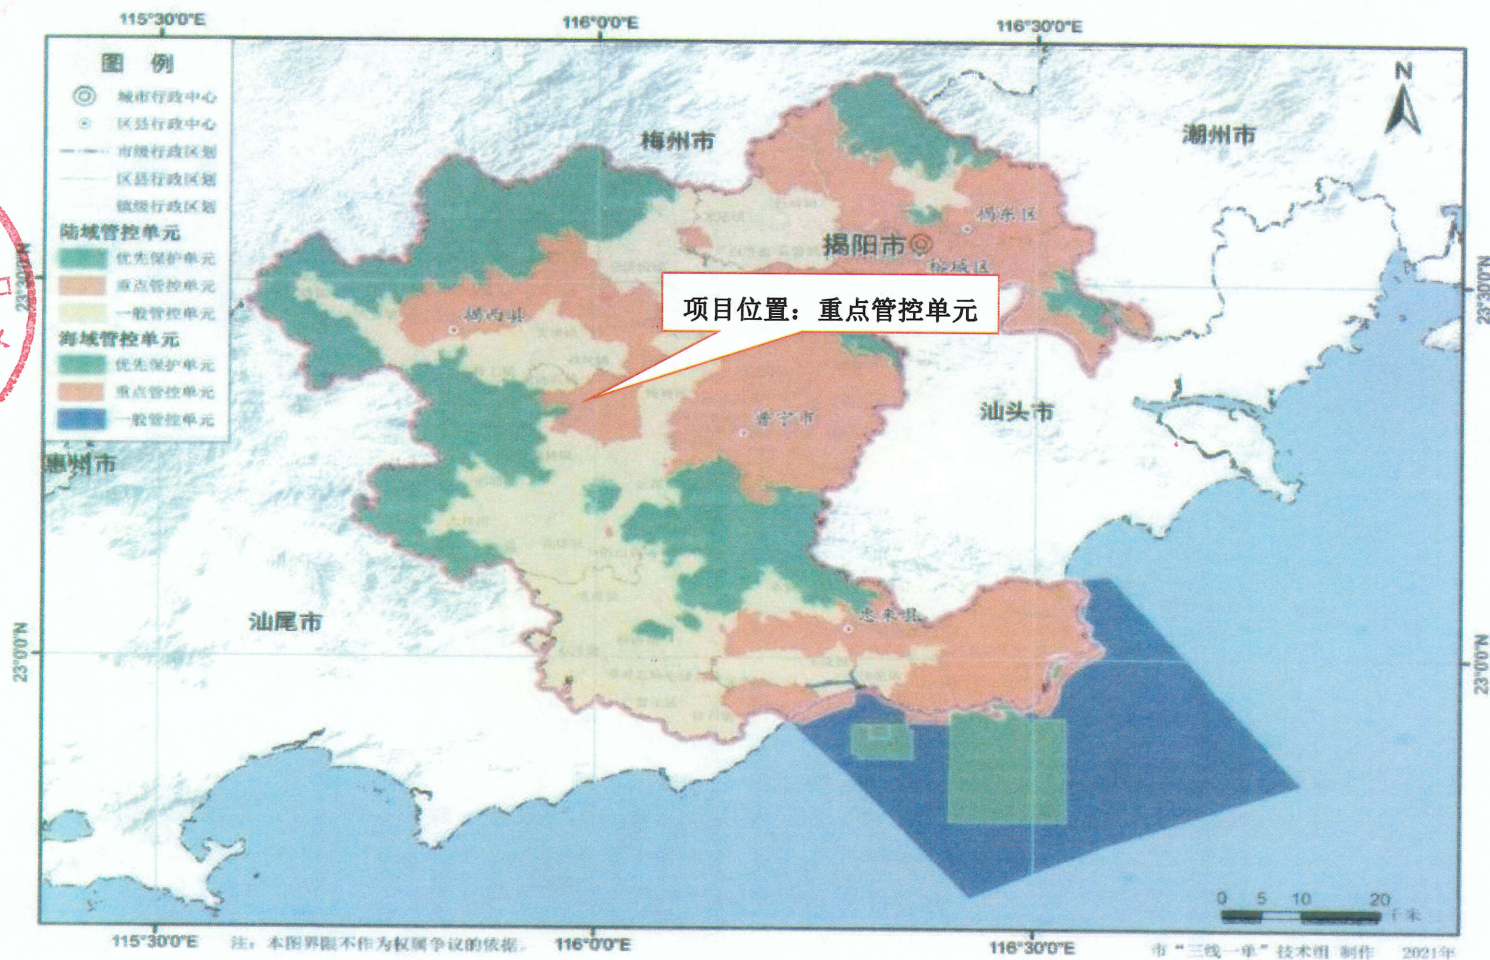 115°30'0"E
116°0'0"E
116°30'0"E
图 例
城市行政中心
区县行政中心
市级行政区划
区县行政区划
镇级行政区划
陆域管控单元
优先保护单元
重点管控单元
一般管控单元
海域管控单元
优先保护单元
重点管控单元
一般管控单元
N
梅州市
潮州市
揭东区
揭阳市
榕城区
23°30'0"N
23°30'0"N
项目位置：重点管控单元
揭西县
普宁市
汕头市
惠州市
汕尾市
惠来县
23°0'0"N
23°0'0"N
0 5 10 20
千米
115°30'0"E
注：本图界限不作为权属争议的依据。
116°0'0"E
116°30'0"E
市“三线一单”技术组 制作 2021年